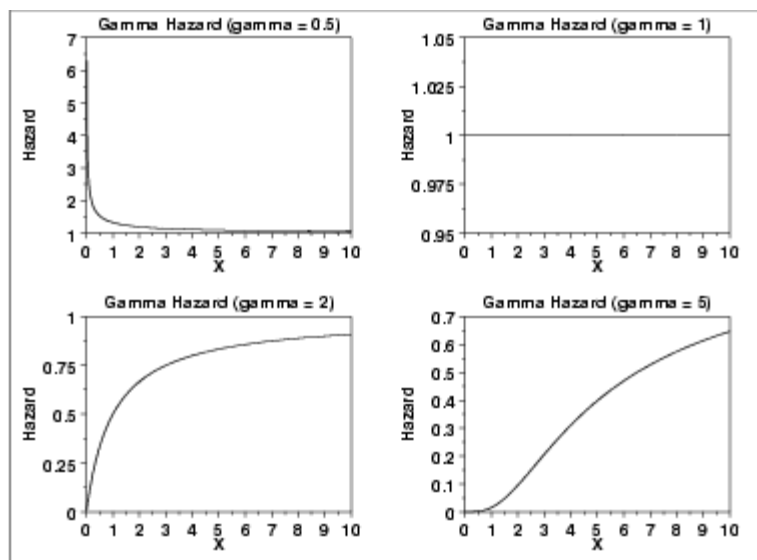 Gamma Hazard (gamma = 0.5)
7
6
5
4
3
2
1
Hazard
0 1 2 3 4 5 6 7 8 9 10
X
Gamma Hazard (gamma = 1)
1.05
1.025
1
0.975
0.95
Hazard
0 1 2 3 4 5 6 7 8 9 10
X
Gamma Hazard (gamma = 2)
1
0.75
0.5
0.25
0
Hazard
0 1 2 3 4 5 6 7 8 9 10
X
Gamma Hazard (gamma = 5)
0.7
0.6
0.5
0.4
0.3
0.2
0.1
0
Hazard
0 1 2 3 4 5 6 7 8 9 10
X